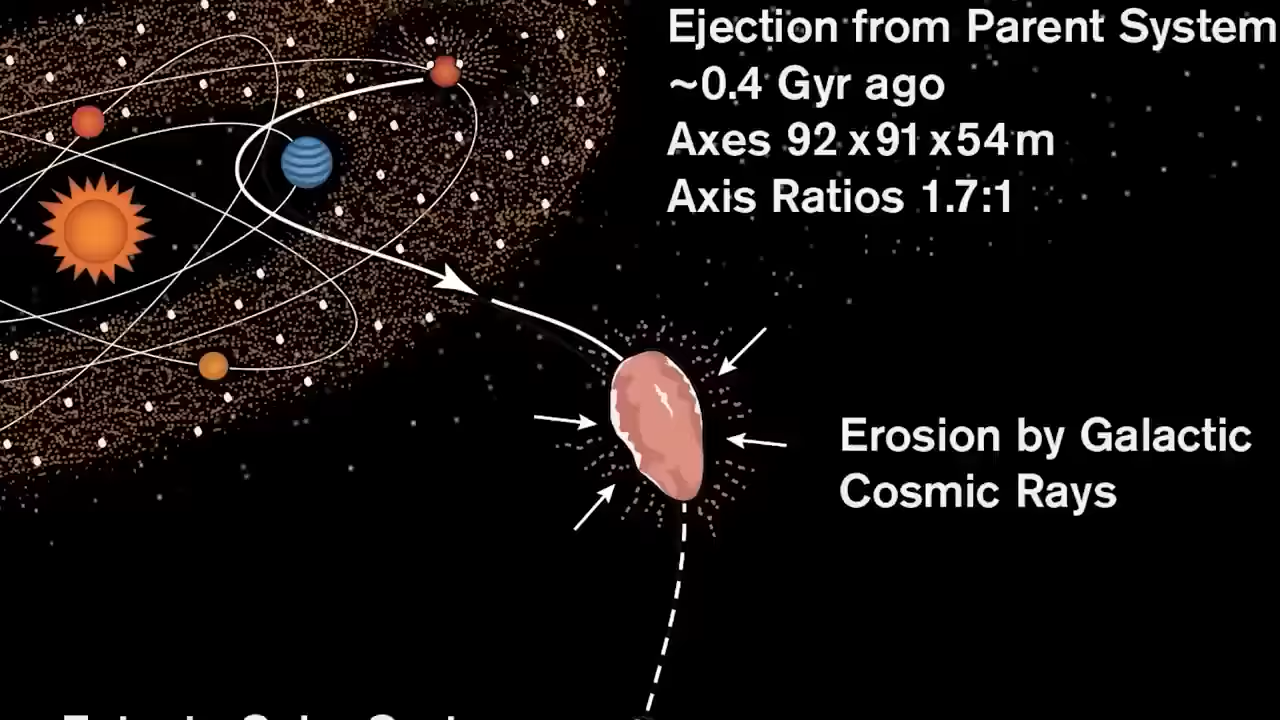 Ejection from Parent System
~0.4 Gyr ago
Axes 92 x 91 x 54 m
Axis Ratios 1.7:1
Erosion by Galactic
Cosmic Rays